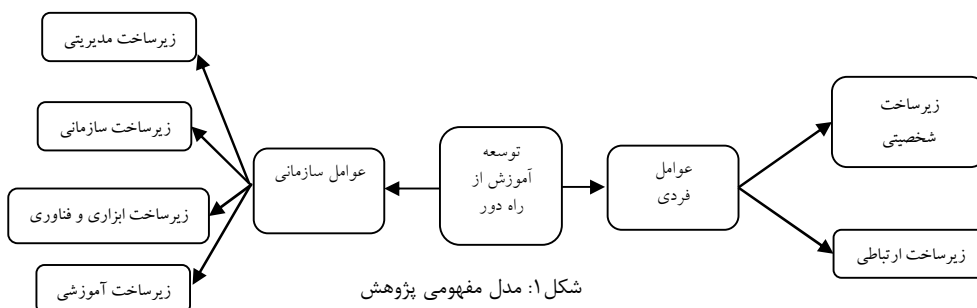 زیرساخت مدیریتی
زیرساخت سازمانی
زیرساخت ابزاری و فناوری
زیرساخت آموزشی
عوامل سازمانی
توسعه
آموزش از
راه دور
عوامل
فردی
زیرساخت
شخصیتی
زیرساخت ارتباطی
شکل۱: مدل مفهومی پژوهش